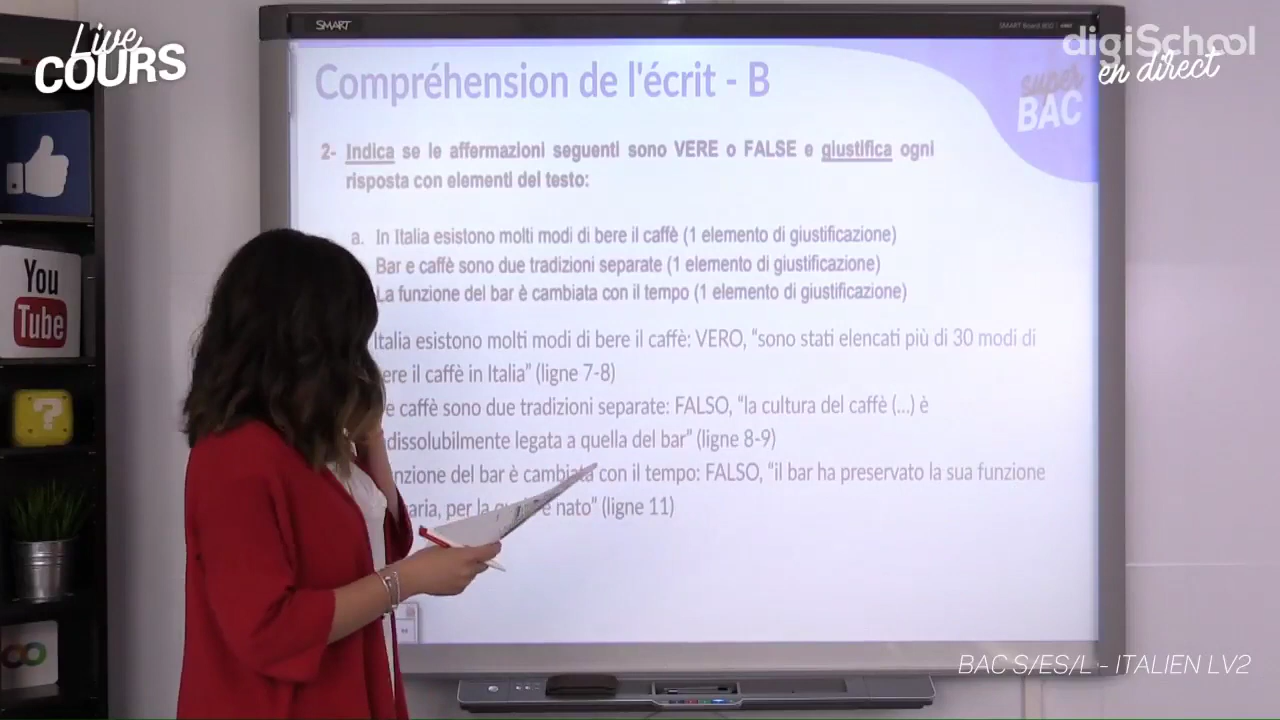 Live
COURS
SMART
digiSchool
en direct
Compréhension de l'écrit - B
super
BAC
2- Indica se le affermazioni seguenti sono VERE o FALSE e giustifica ogni
risposta con elementi del testo:
a. In Italia esistono molti modi di bere il caffè (1 elemento di giustificazione)
Bar e caffè sono due tradizioni separate (1 elemento di giustificazione)
La funzione del bar è cambiata con il tempo (1 elemento di giustificazione)
Italia esistono molti modi di bere il caffè: VERO, “sono stati elencati più di 30 modi di
ere il caffè in Italia” (ligne 7-8)
e caffè sono due tradizioni separate: FALSO, “la cultura del caffè (...) è
dissolubilmente legata a quella del bar” (ligne 8-9)
nzione del bar è cambiata con il tempo: FALSO, “il bar ha preservato la sua funzione
aria, per la è nato” (ligne 11)
You
Tube
?
BAC S/ES/L - ITALIEN LV2